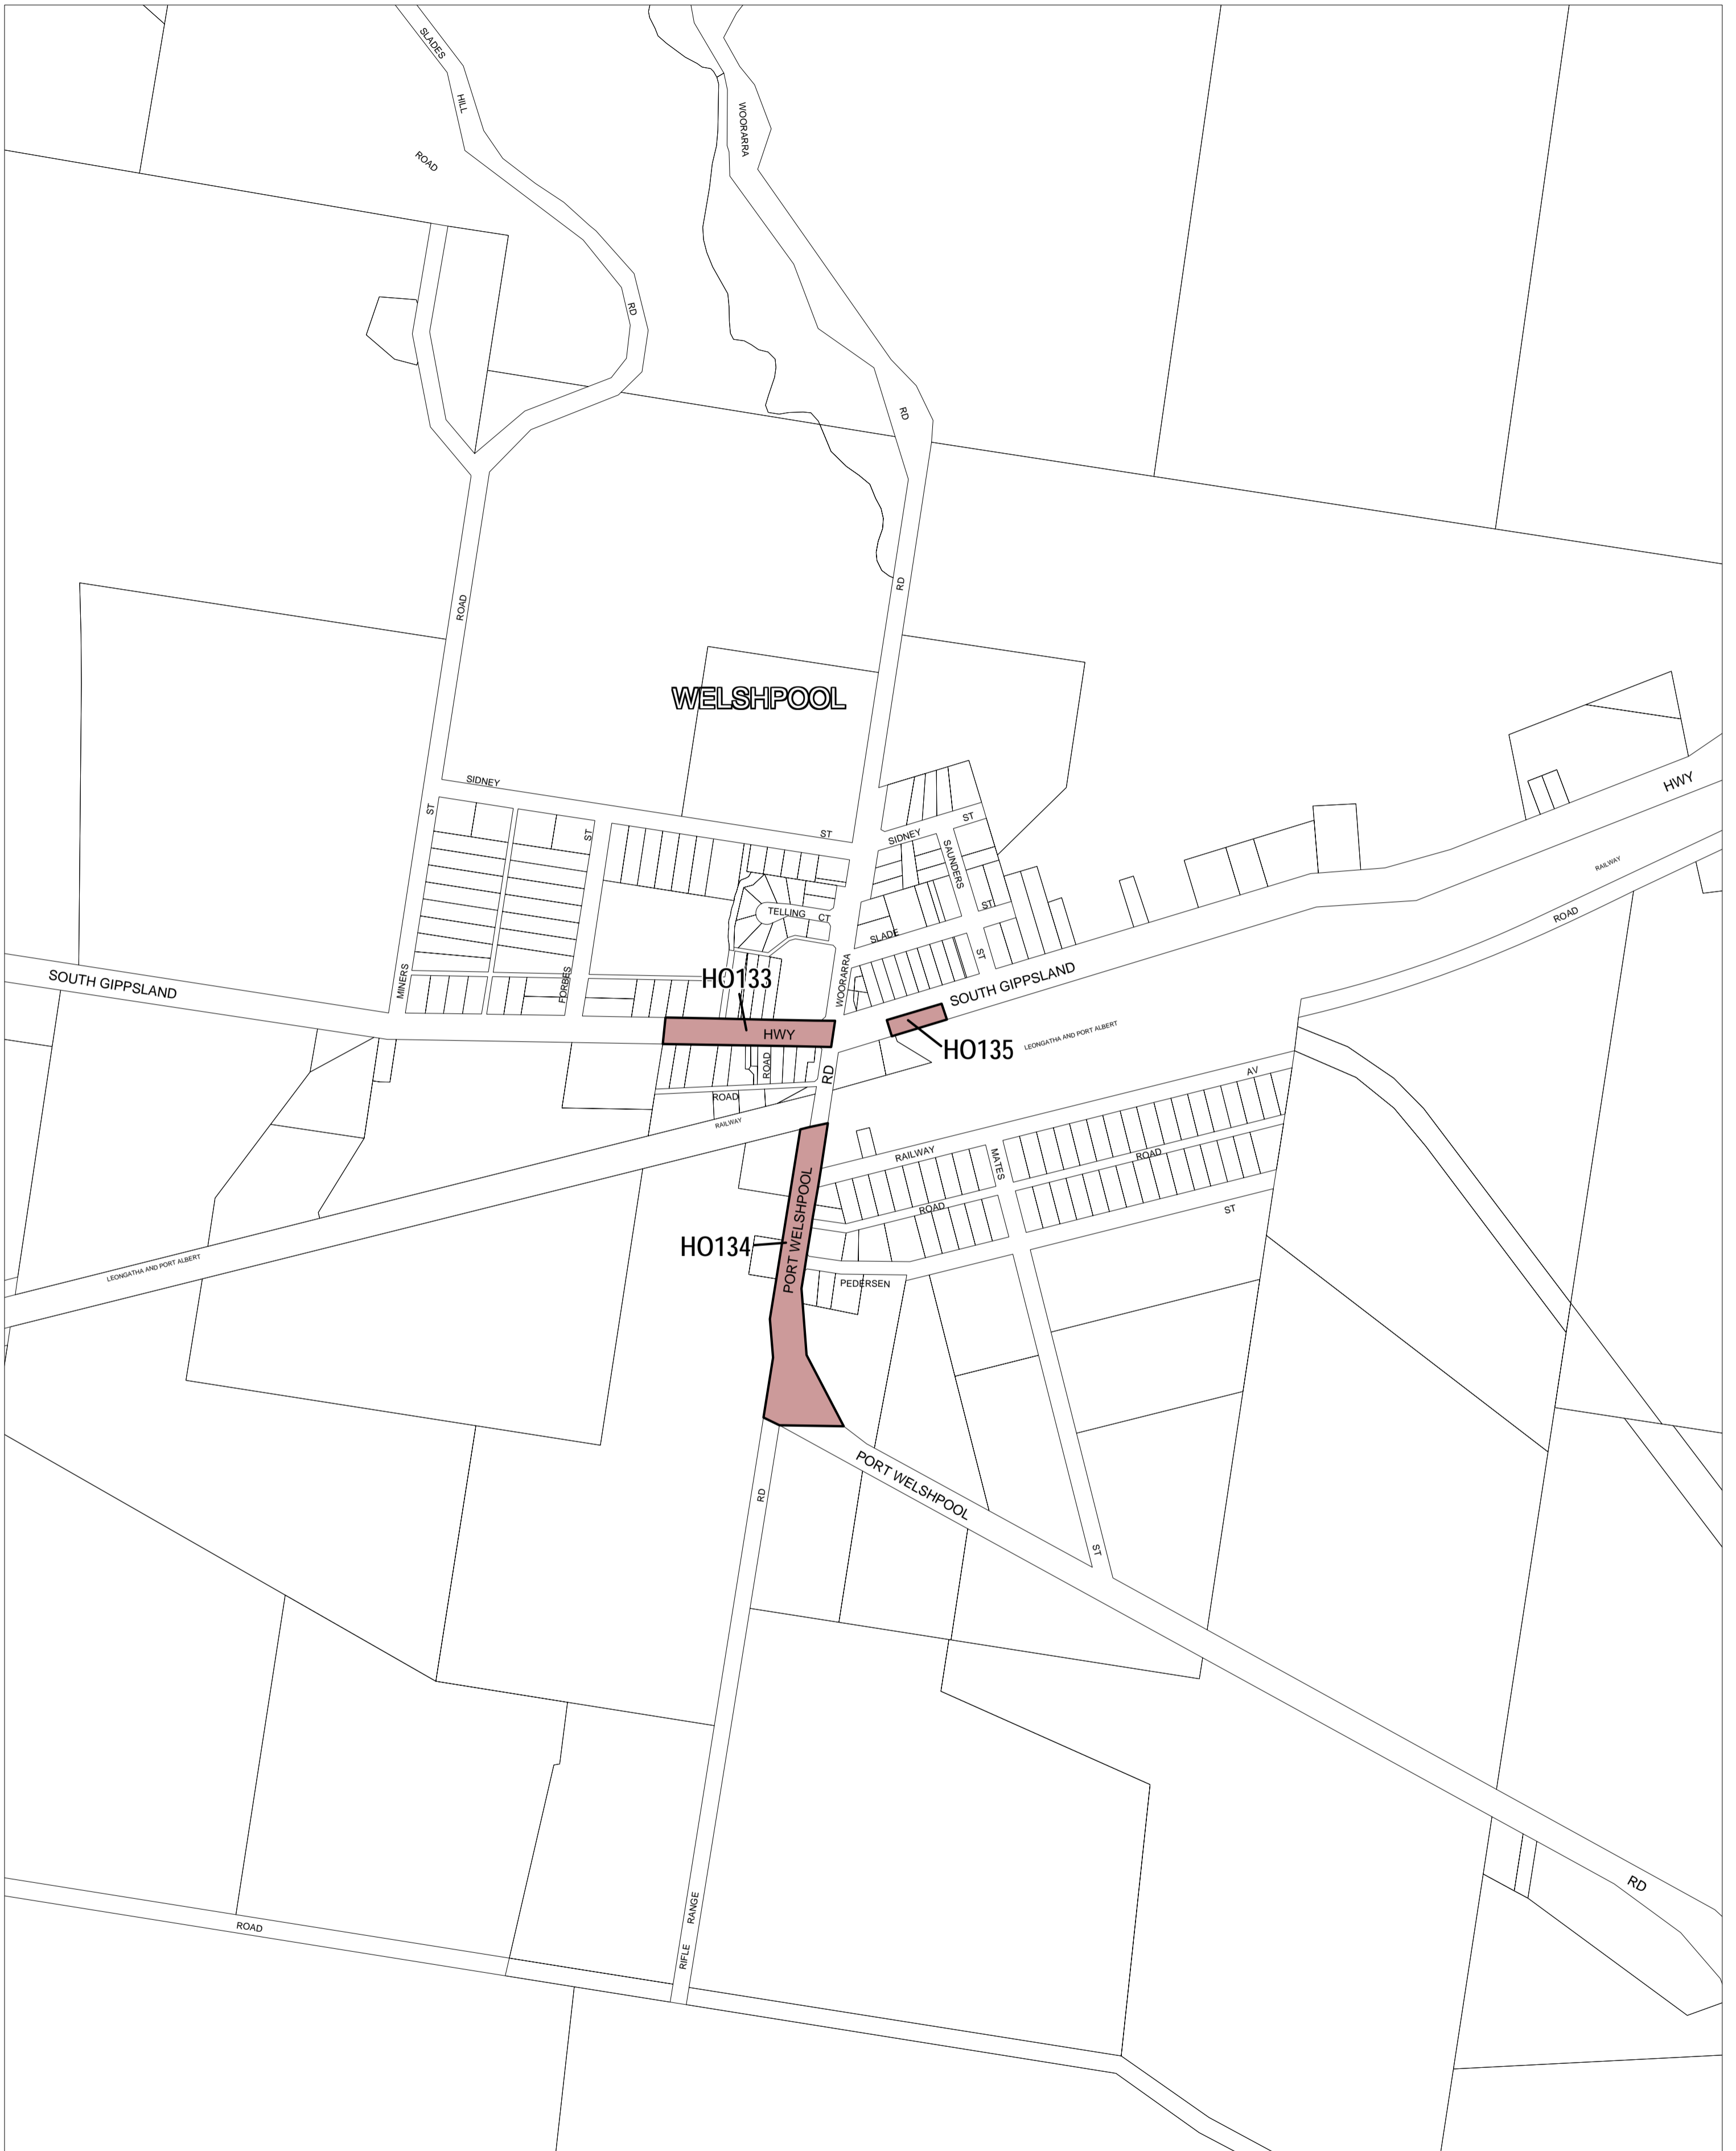 SLADES
HILL
ROAD
WOORARRA
RD
RD
ROAD
RD
WELSHPOOL
SIDNEY
ST
ST
ST
SIDNEY
ST
SAUNDERS
TELLING CT
ST
SLADE
ST
HWY
RAILWAY
ROAD
SOUTH GIPPSLAND
MINERS
FORBES
HO133
WOORARRA
SOUTH GIPPSLAND
HWY
HO135
LEONGATHA AND PORT ALBERT
ROAD
RD
ROAD
RAILWAY
AV
RAILWAY
MATES
ROAD
PORT WELSHPOOL
ROAD
ST
HO134
LEONGATHA AND PORT ALBERT
PEDERSEN
PORT WELSHPOOL
RD
ST
RD
RANGE
RIFLE
ROAD